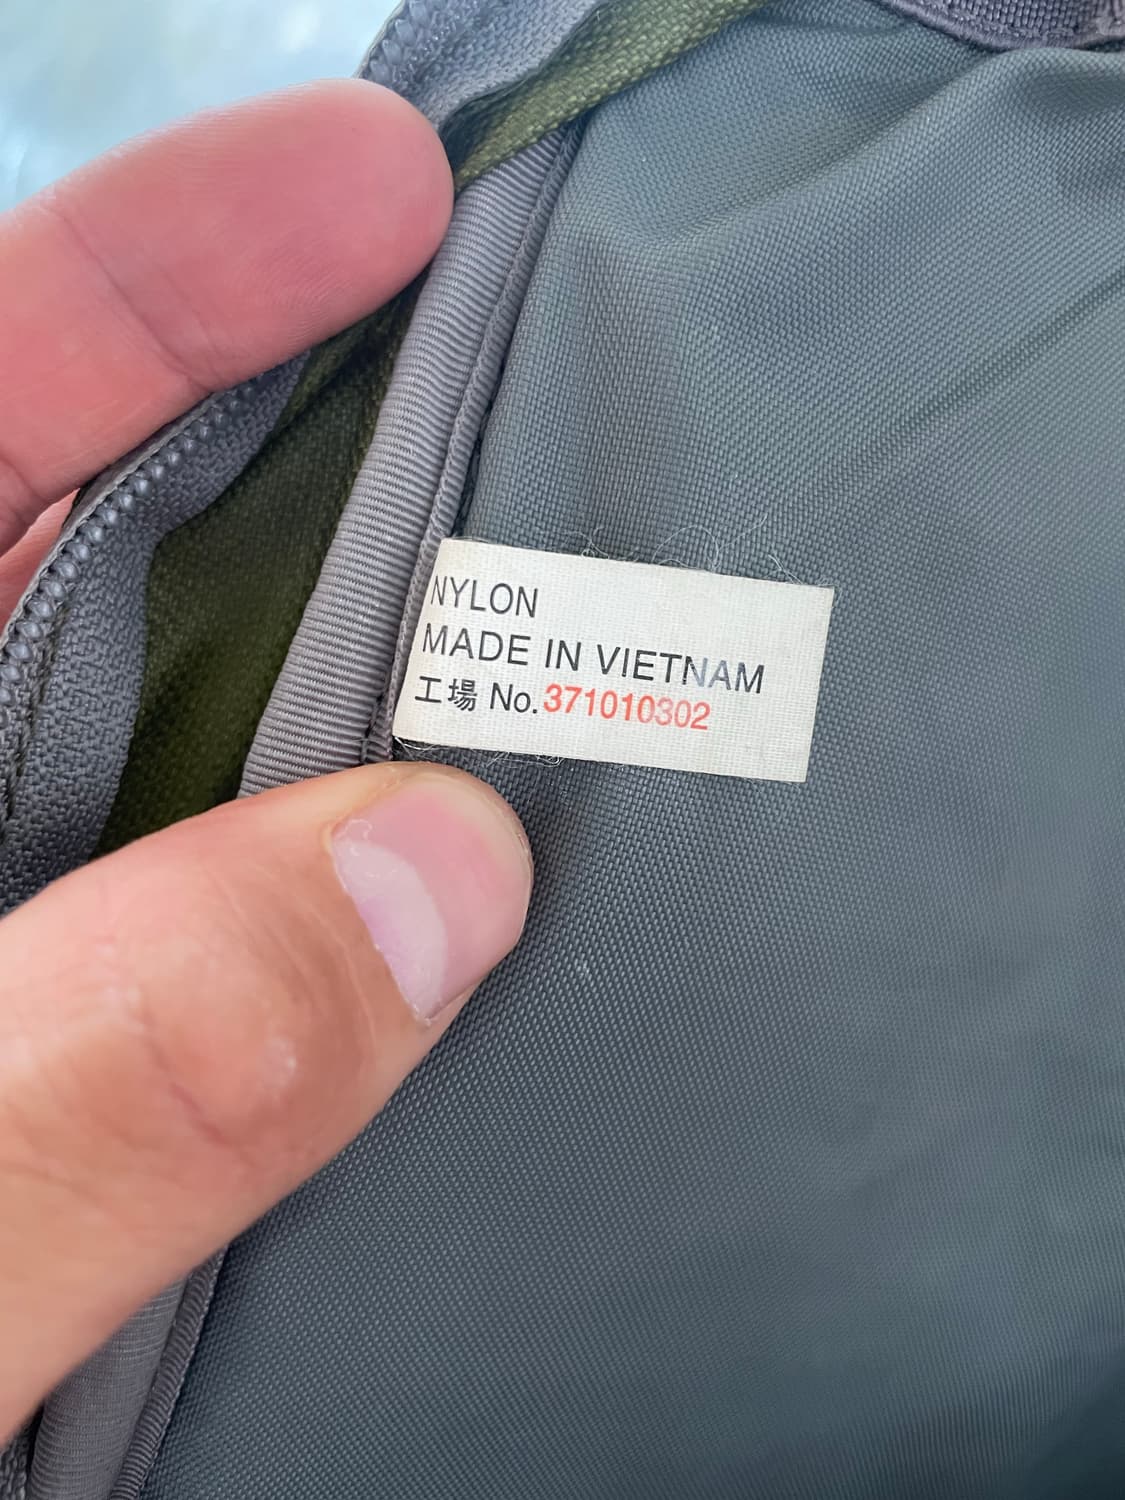 NYLON
MADE IN VIETNAM
工場 No.371010302